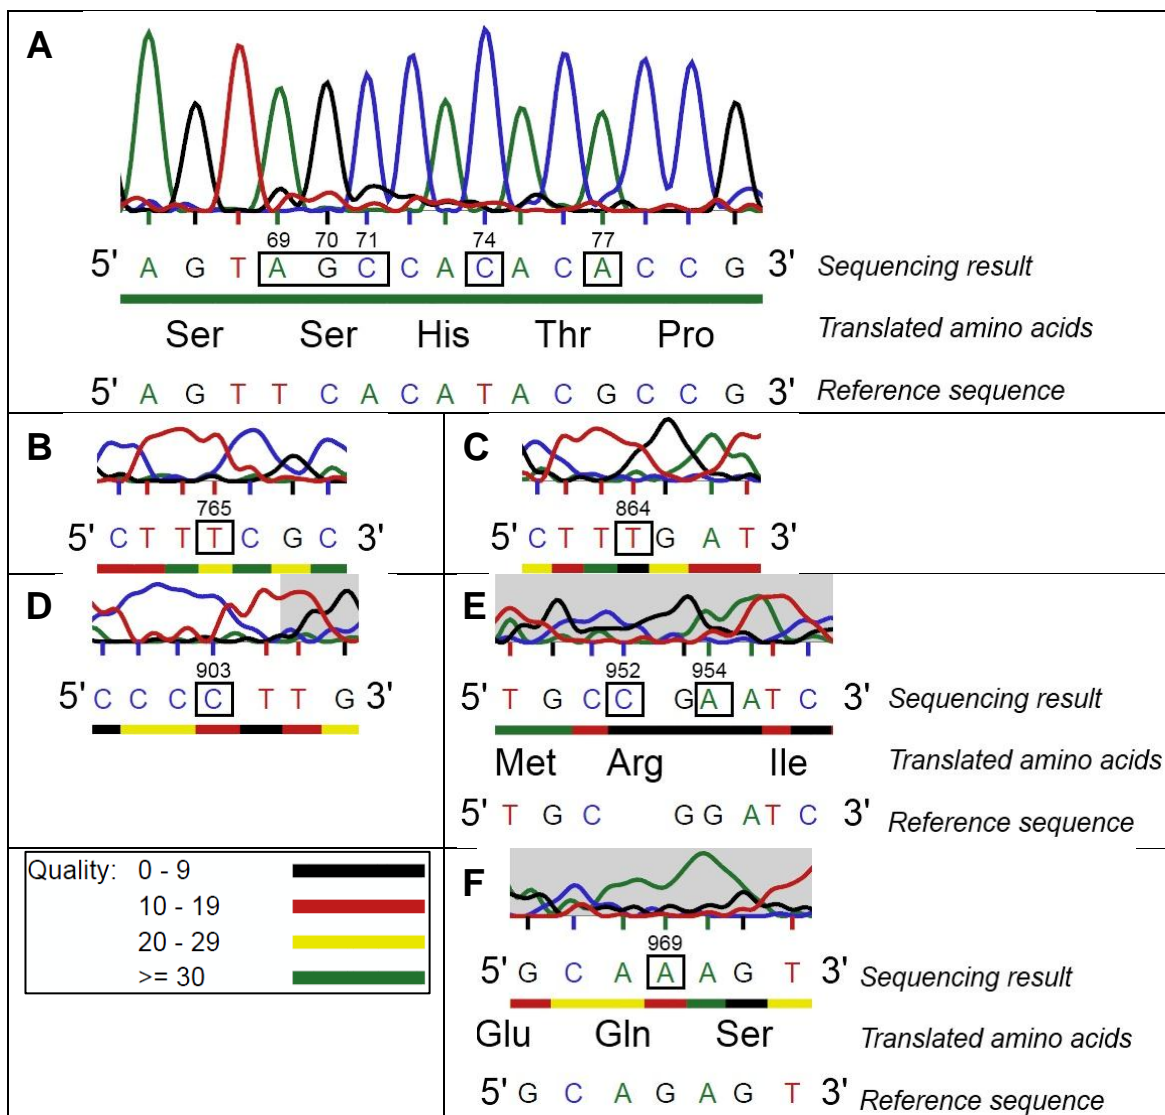 A
69 70 71 74 77
5' A G T A G C C A C A C A C C G 3' Sequencing result
Ser Ser His Thr Pro Translated amino acids
5' A G T T C A C A T A C G C C G 3' Reference sequence
B
765
5' C T T T C G C 3'
C
864
5' C T T T G A T 3'
D
903
5' C C C C T T G 3'
E
952 954
5' T G C C G A A T C 3' Sequencing result
Met Arg Ile Translated amino acids
5' T G C G G A T C 3' Reference sequence
Quality: 0 - 9
10 - 19
20 - 29
>= 30
F
969
5' G C A A A G T 3' Sequencing result
Glu Gln Ser Translated amino acids
5' G C A G A G T 3' Reference sequence